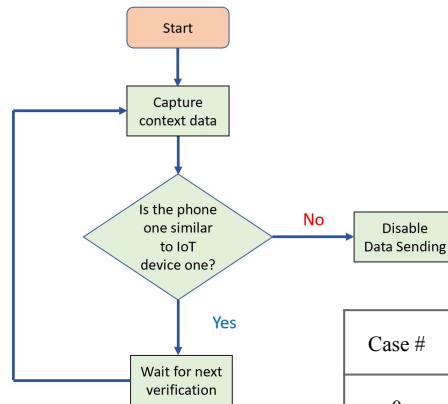 Start
Capture
context data
Is the phone
one similar
to IoT
device one?
No
Disable
Data Sending
Yes
Wait for next
verification
Case #